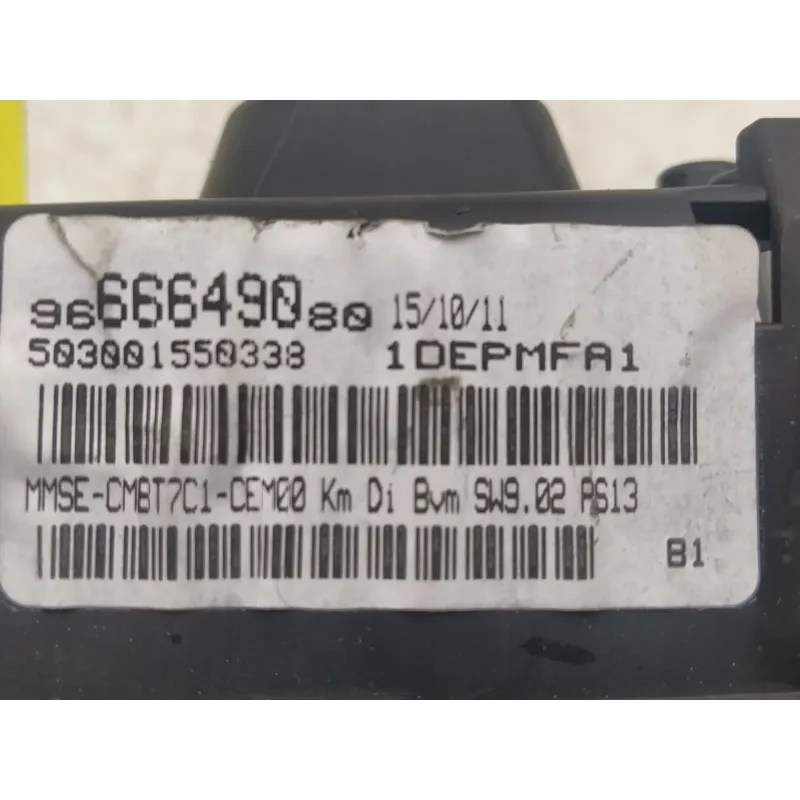 9666649080 15/10/11
503001550338 1DEPMFA1
MMSE-CMBT7C1-CEM00 Km Di Bvm SW9.02 P613
B1